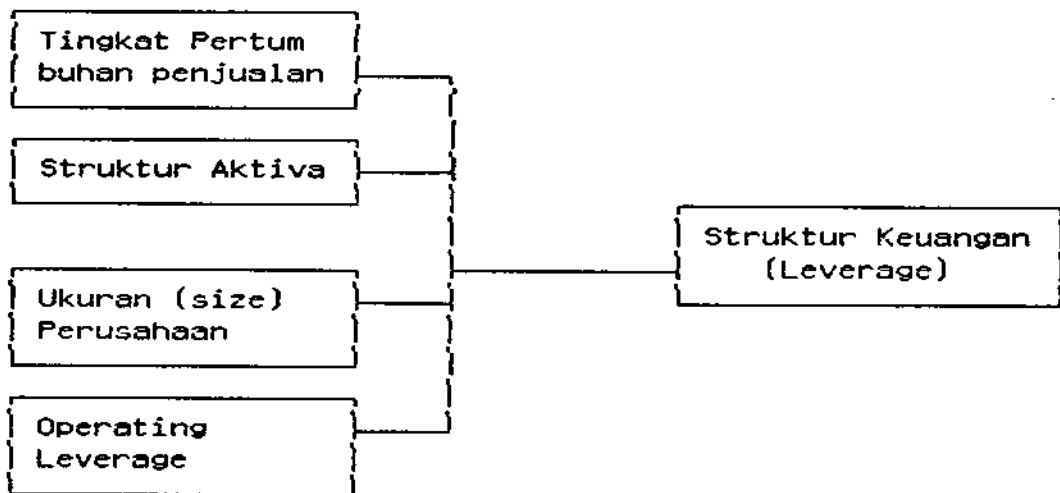 Tingkat Pertum
buhan penjualan
Struktur Aktiva
Ukuran (size)
Perusahaan
Operating
Leverage
Struktur Keuangan
(Leverage)